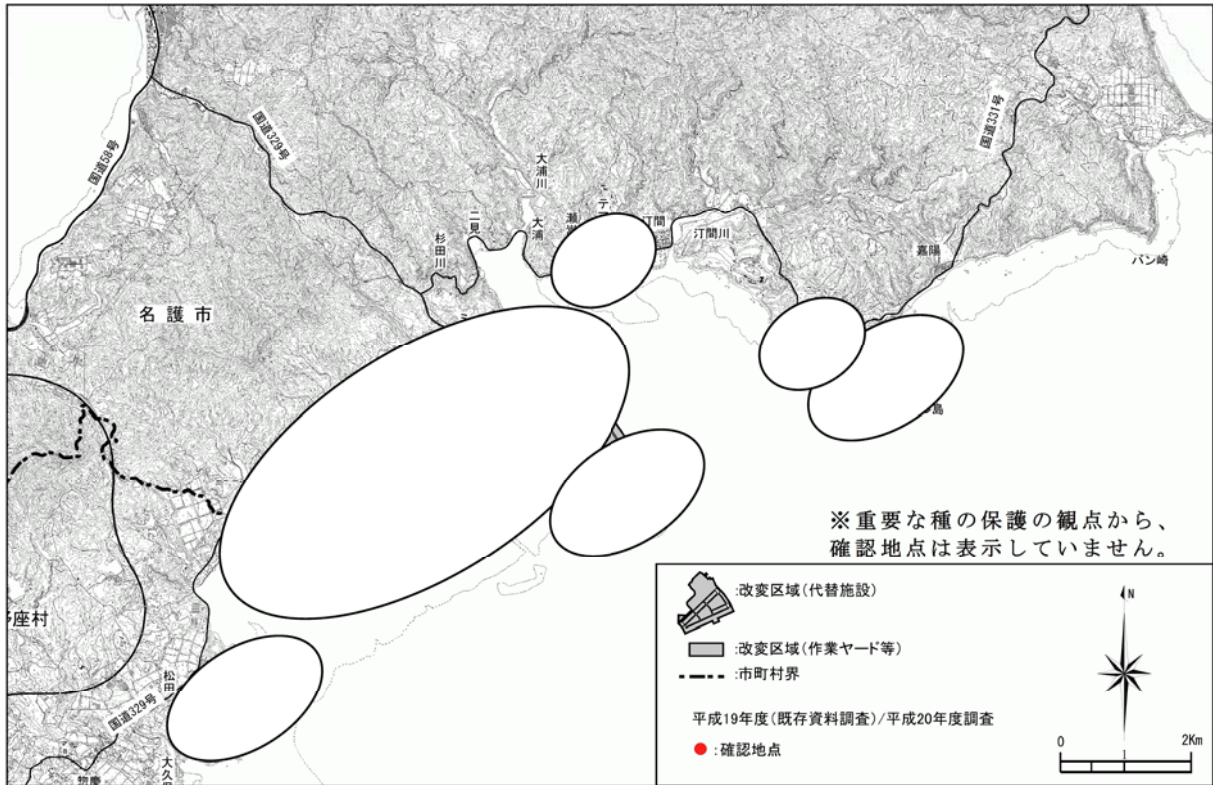 国道58号
国道329号
国道331号
大浦川
二見
杉田川
大浦
汀間
汀間川
嘉陽
バン崎
名護市
島
座村
松田
国道329号
惣慶
※重要な種の保護の観点から、
確認地点は表示していません。
:改変区域(代替施設)
:改変区域(作業ヤード等)
:市町村界
平成19年度(既存資料調査)/平成20年度調査
:確認地点
N
0
1
2Km